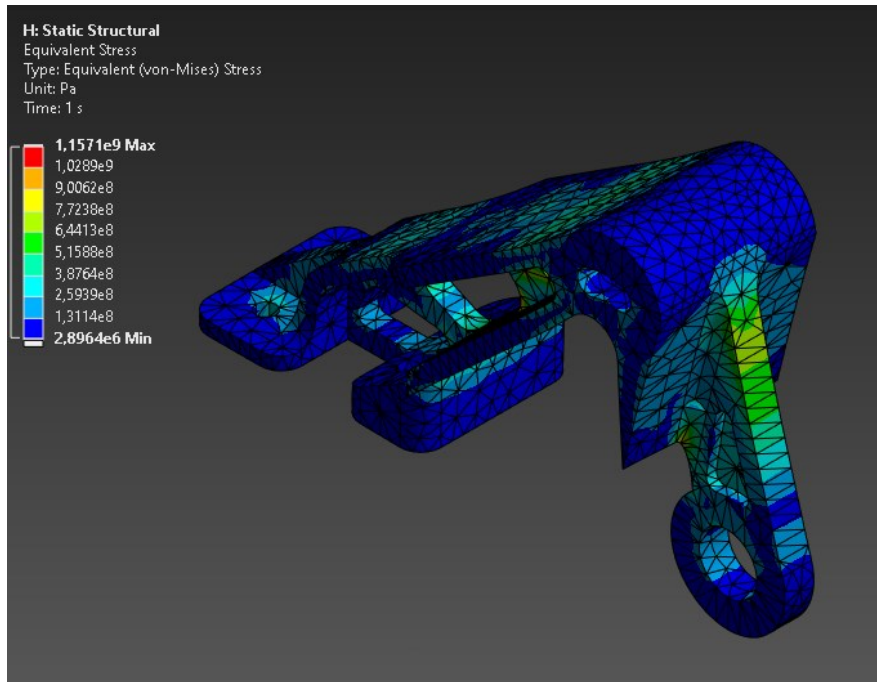 H: Static Structural
Equivalent Stress
Type: Equivalent (von-Mises) Stress
Unit: Pa
Time: 1 s
1,1571e9 Max
1,0289e9
9,0062e8
7,7238e8
6,4413e8
5,1588e8
3,8764e8
2,5939e8
1,3114e8
2,8964e6 Min